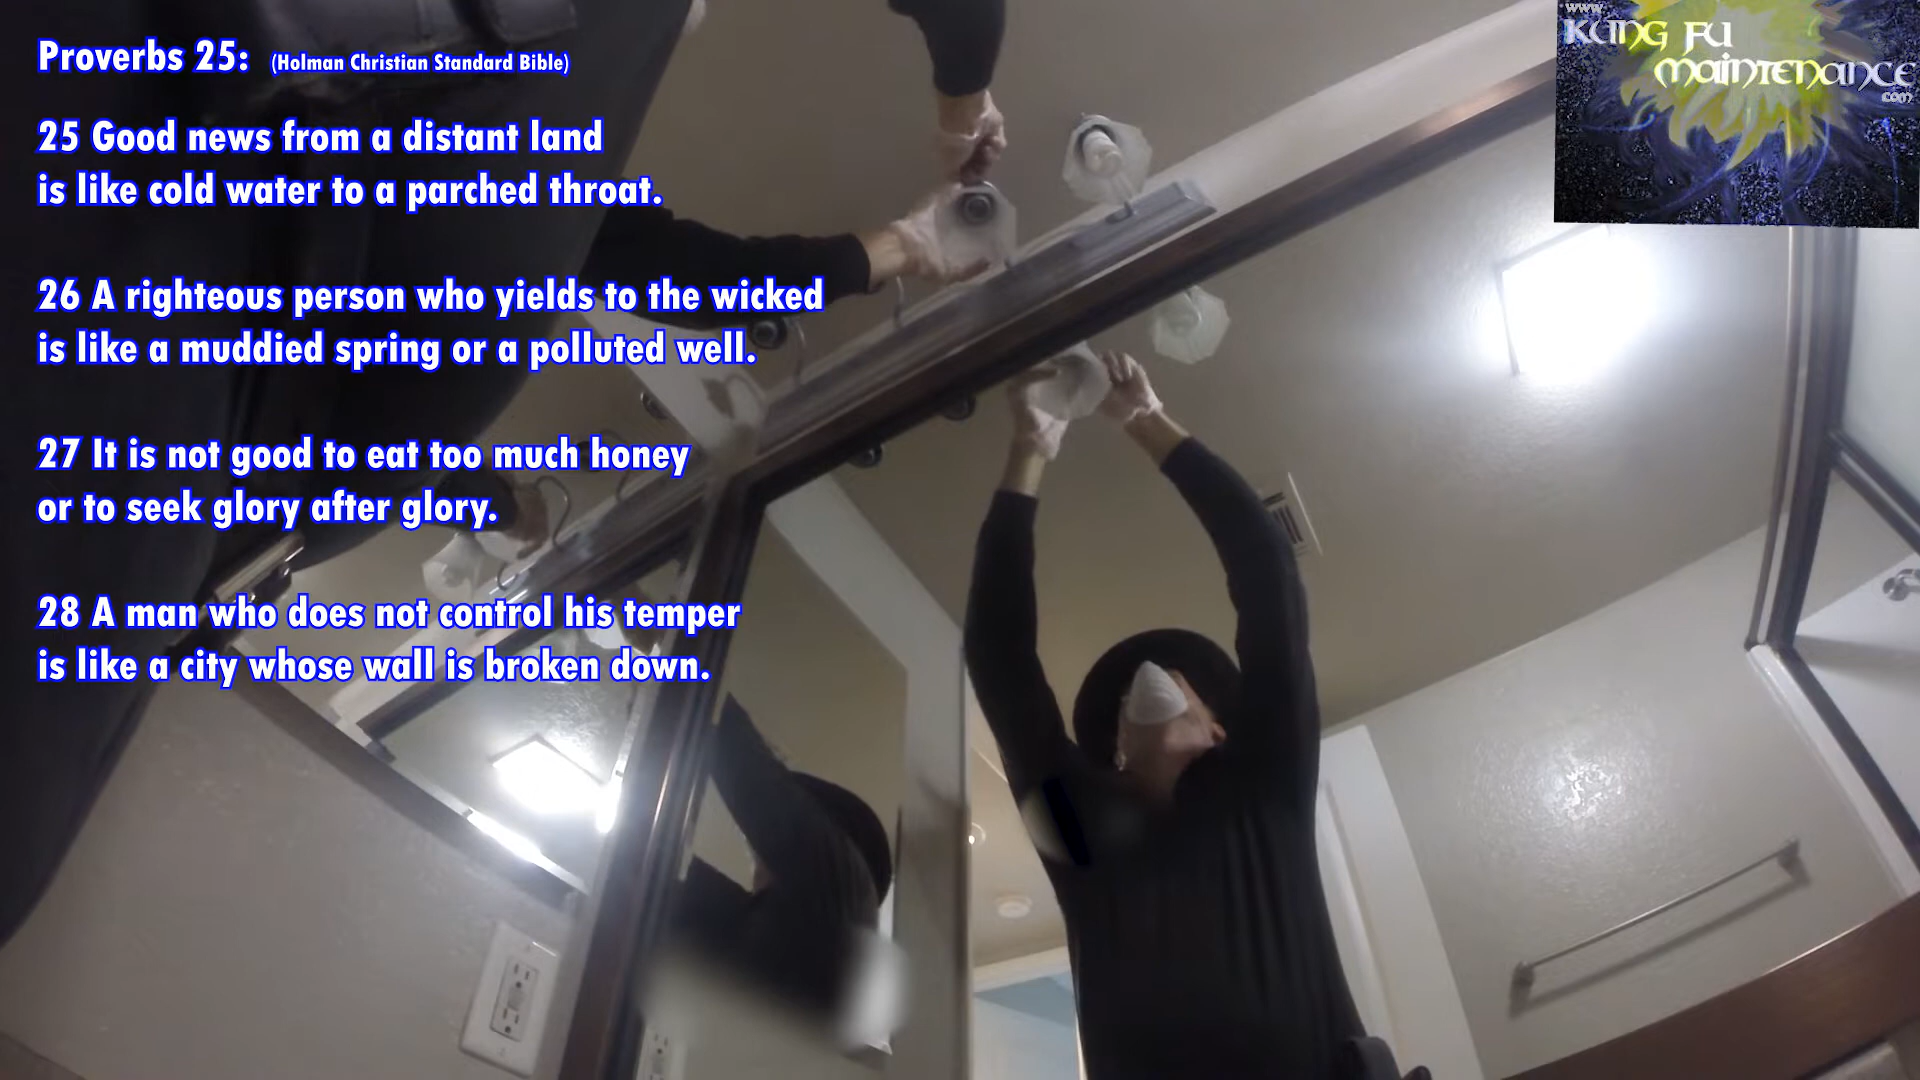 Proverbs 25: (Holman Christian Standard Bible)
25 Good news from a distant land
is like cold water to a parched throat.
26 A righteous person who yields to the wicked
is like a muddied spring or a polluted well.
27 It is not good to eat too much honey
or to seek glory after glory.
28 A man who does not control his temper
is like a city whose wall is broken down.
www.
Kung Fu
Maintenance
.com